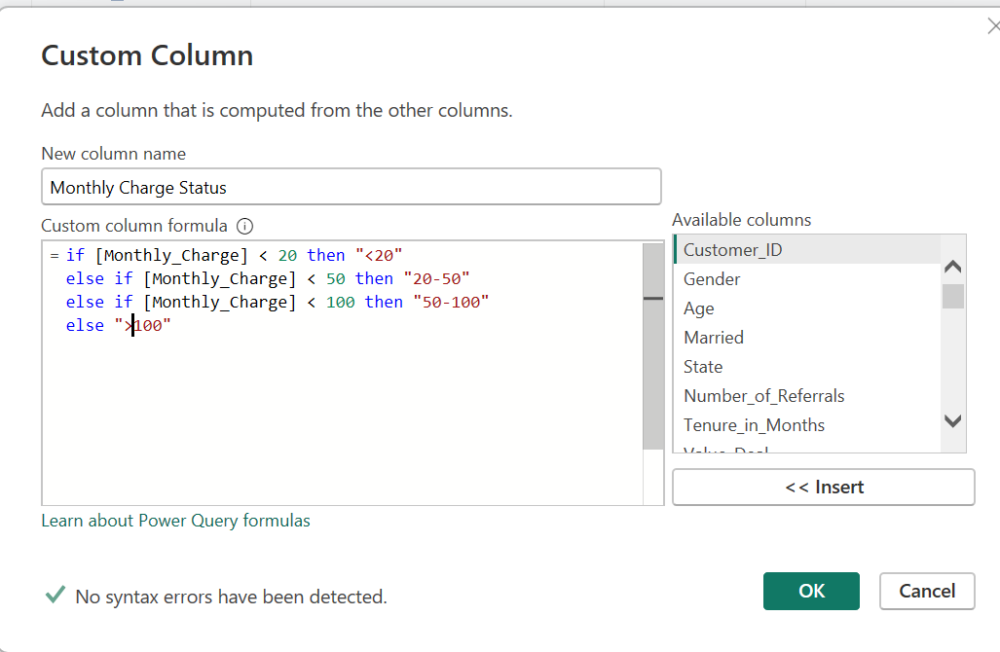 Custom Column
Add a column that is computed from the other columns.
New column name
Monthly Charge Status
Custom column formula
= if [Monthly_Charge] < 20 then "<20"
else if [Monthly_Charge] < 50 then "20-50"
else if [Monthly_Charge] < 100 then "50-100"
else ">100"
Available columns
Customer_ID
Gender
Age
Married
State
Number_of_Referrals
Tenure_in_Months
Value_Deal
<< Insert
Learn about Power Query formulas
No syntax errors have been detected.
OK
Cancel